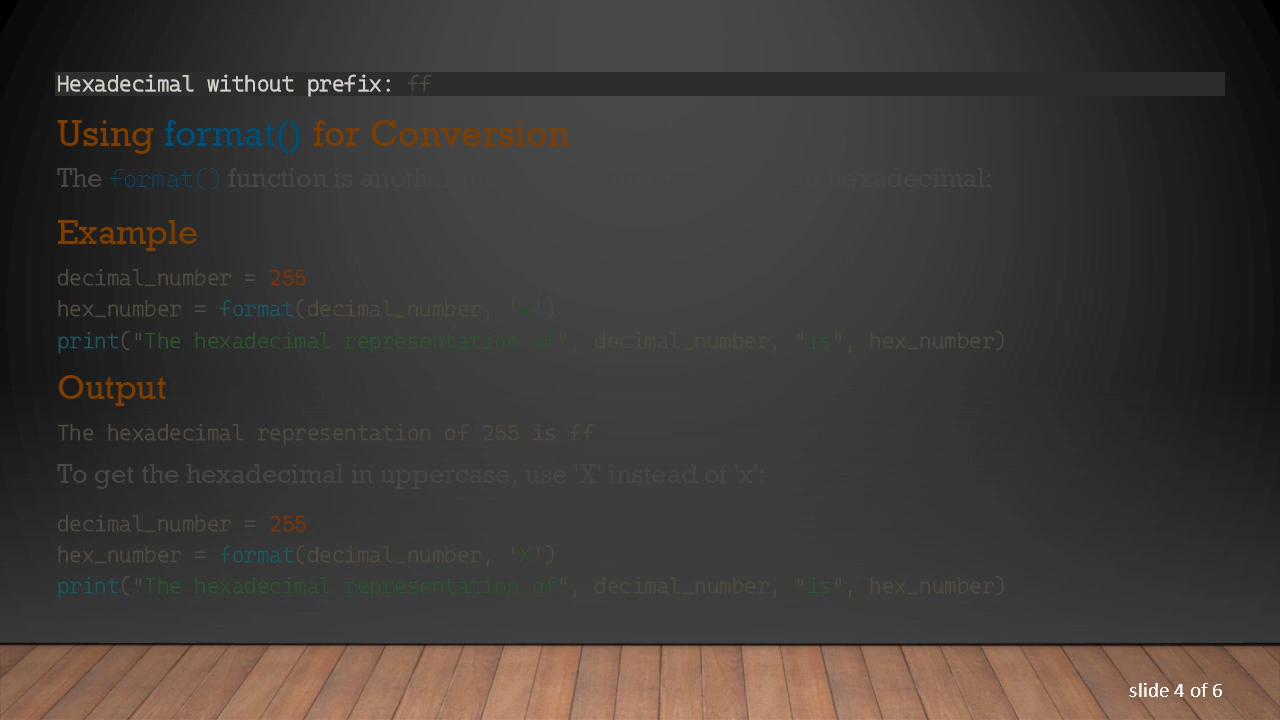 Hexadecimal without prefix: ff
Using format() for Conversion
The format() function is another hexadecimal:
Example
decimal_number = 255
hex_number = format(decimal_number, 'x')
print("The hexadecimal representation of", decimal_number, "is", hex_number)
Output
The hexadecimal representation of 255 is ff
To get the hexadecimal in uppercase, use 'X' instead of 'x':
decimal_number = 255
hex_number = format(decimal_number, 'X')
print("The hexadecimal representation of", decimal_number, "is", hex_number)
slide 4 of 6